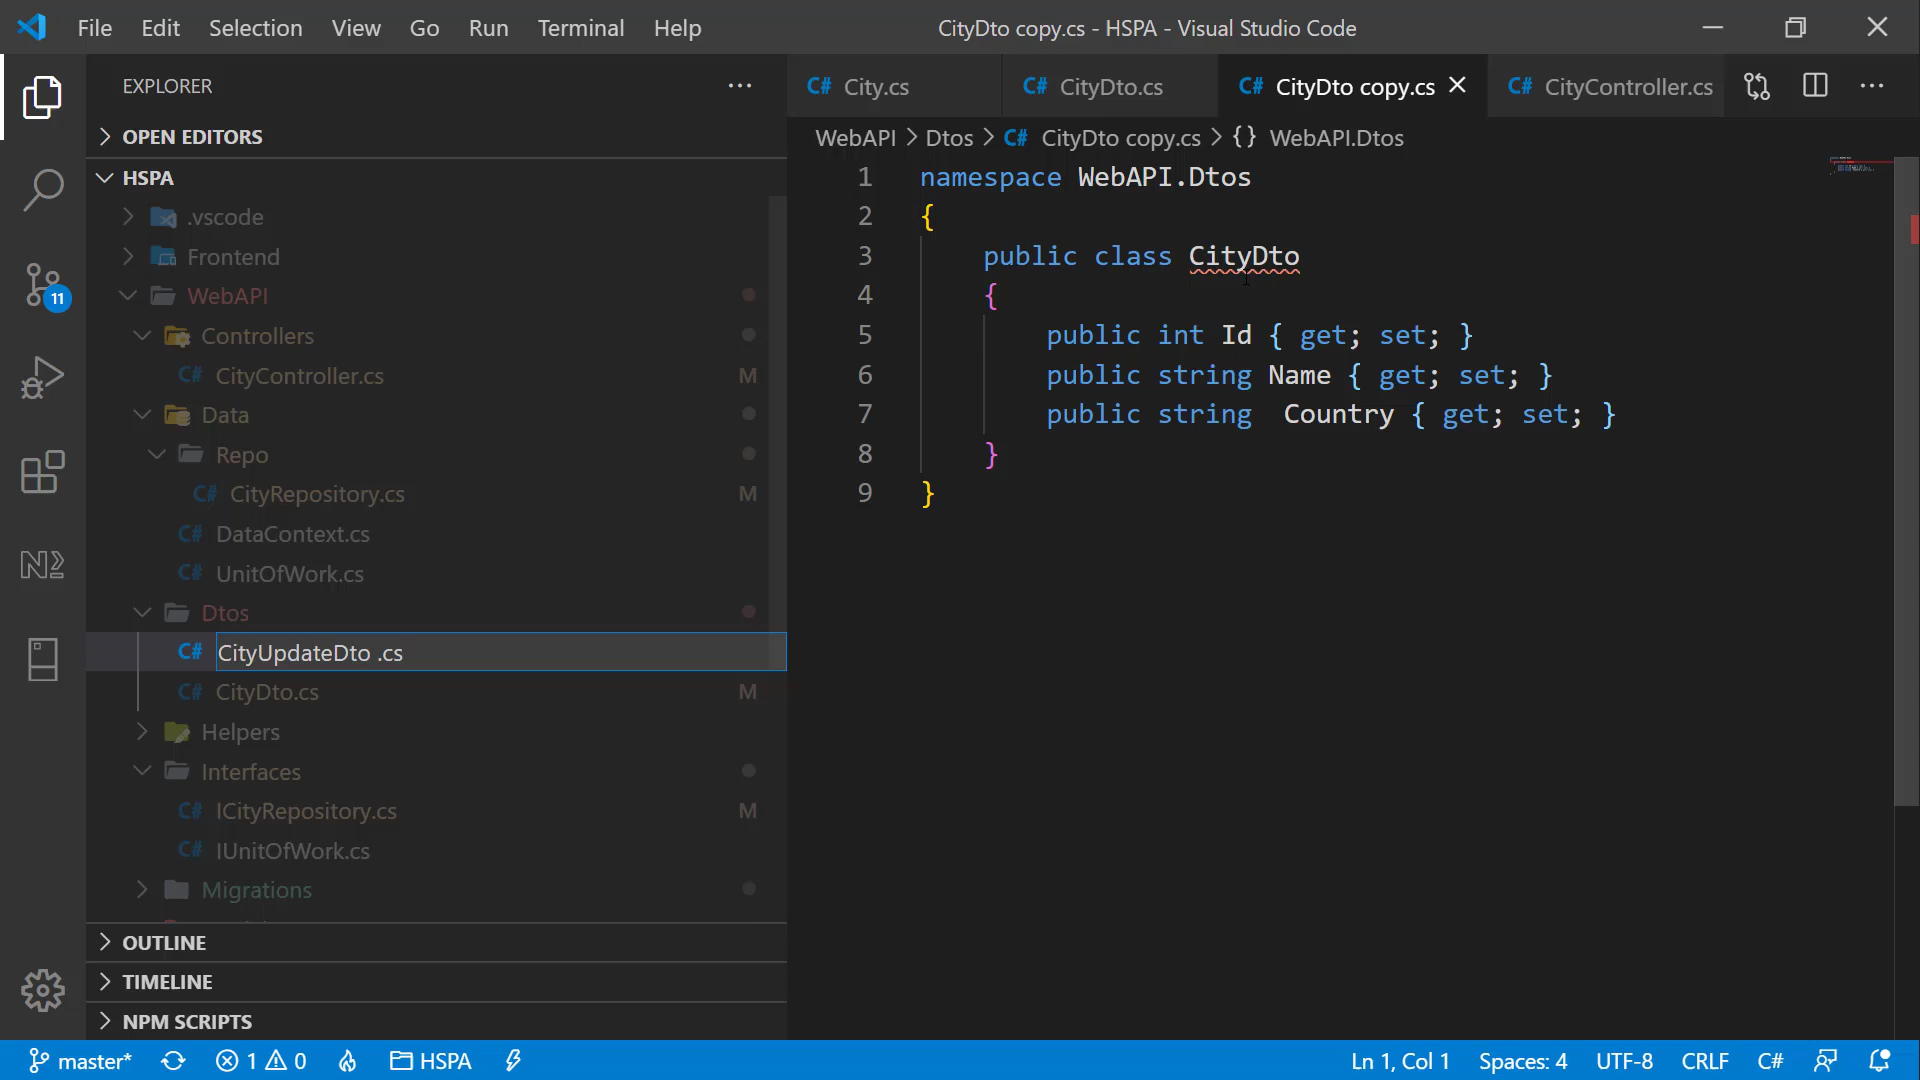 File Edit Selection View Go Run Terminal Help
CityDto copy.cs - HSPA - Visual Studio Code
EXPLORER
OPEN EDITORS
HSPA
.vscode
Frontend
WebAPI
Controllers
C# CityController.cs M
Data
Repo
C# CityRepository.cs M
C# DataContext.cs
C# UnitOfWork.cs
Dtos
C# CityUpdateDto .cs
C# CityDto.cs M
Helpers
Interfaces
C# ICityRepository.cs M
C# IUnitOfWork.cs
Migrations
OUTLINE
TIMELINE
NPM SCRIPTS
11
C# City.cs C# CityDto.cs C# CityDto copy.cs C# CityController.cs
WebAPI > Dtos > C# CityDto copy.cs > {} WebAPI.Dtos
1 namespace WebAPI.Dtos
2 {
3 public class CityDto
4 {
5 public int Id { get; set; }
6 public string Name { get; set; }
7 public string  Country { get; set; }
8 }
9 }
master* 1 0 HSPA Ln 1, Col 1 Spaces: 4 UTF-8 CRLF C#